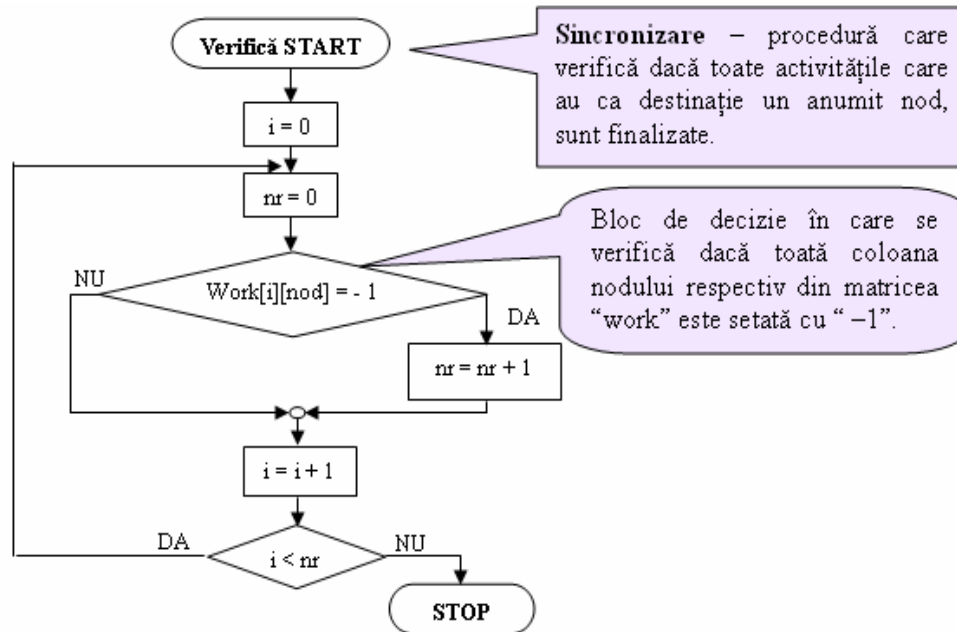 Verifică START
Sincronizare – procedură care
verifică dacă toate activităţile care
au ca destinaţie un anumit nod,
sunt finalizate.
i = 0
nr = 0
Bloc de decizie în care se
verifică dacă toată coloana
nodului respectiv din matricea
“work” este setată cu “ –1”.
NU
Work[i][nod] = - 1
DA
nr = nr + 1
i = i + 1
DA
i < nr
NU
STOP